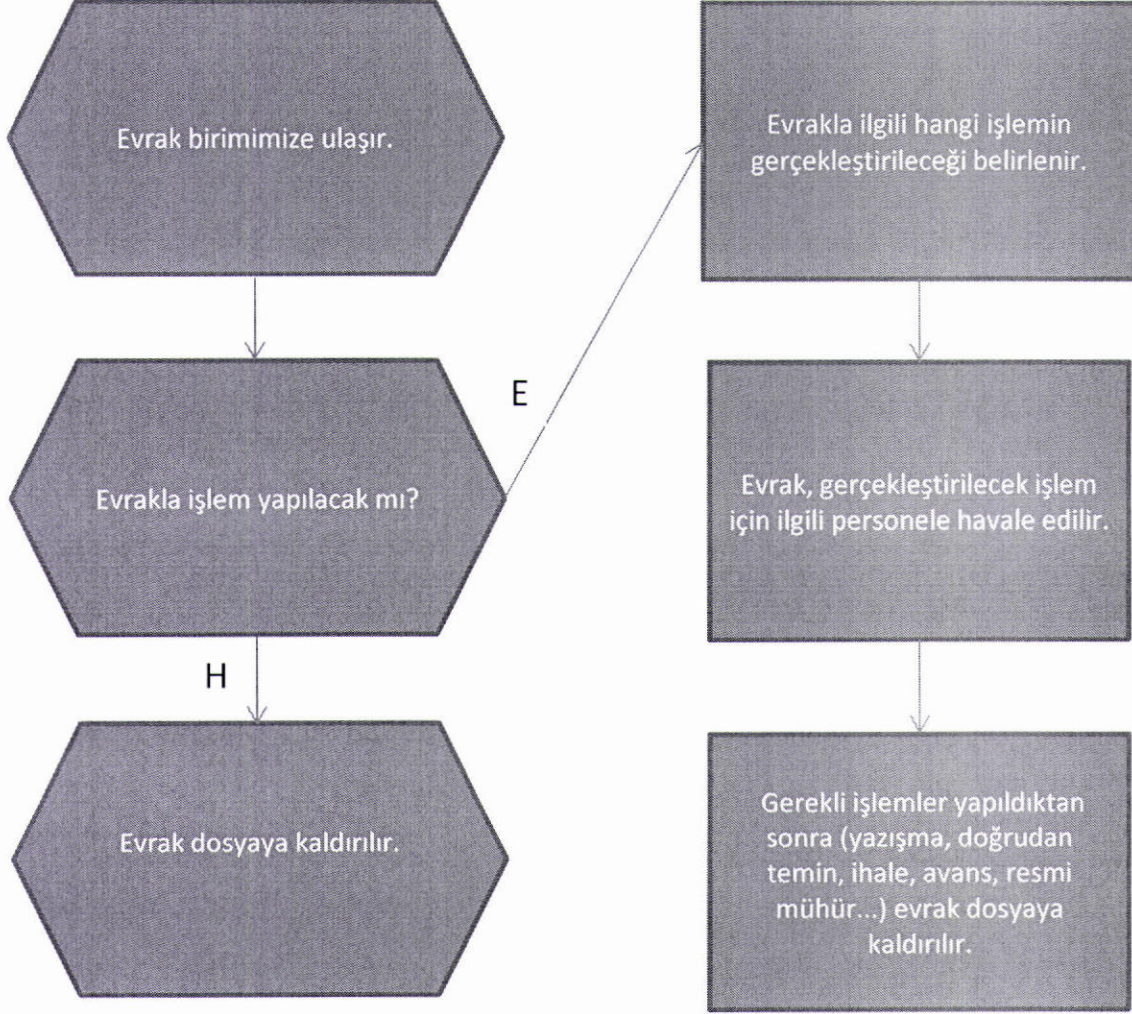 Evrak birimimize ulaşır.
Evrakla işlem yapılacak mı?
H
Evrak dosyaya kaldırılır.
E
Evrakla ilgili hangi işlemin
gerçekleştirileceği belirlenir.
Evrak, gerçekleştirilecek işlem
için ilgili personele havale edilir.
Gerekli işlemler yapıldıktan
sonra (yazışma, doğrudan
temin, ihale, avans, resmi
mühür...) evrak dosyaya
kaldırılır.